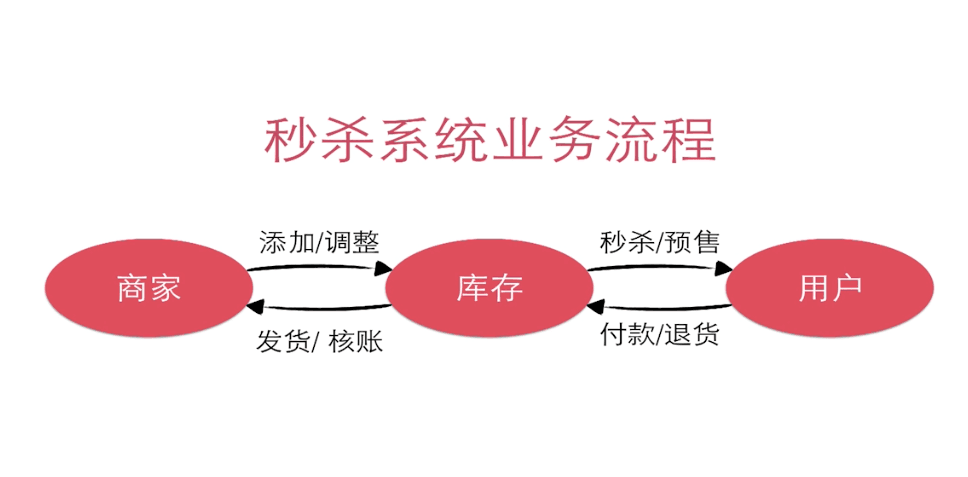 秒杀系统业务流程
添加/调整
秒杀/预售
商家
库存
用户
发货/ 核账
付款/退货